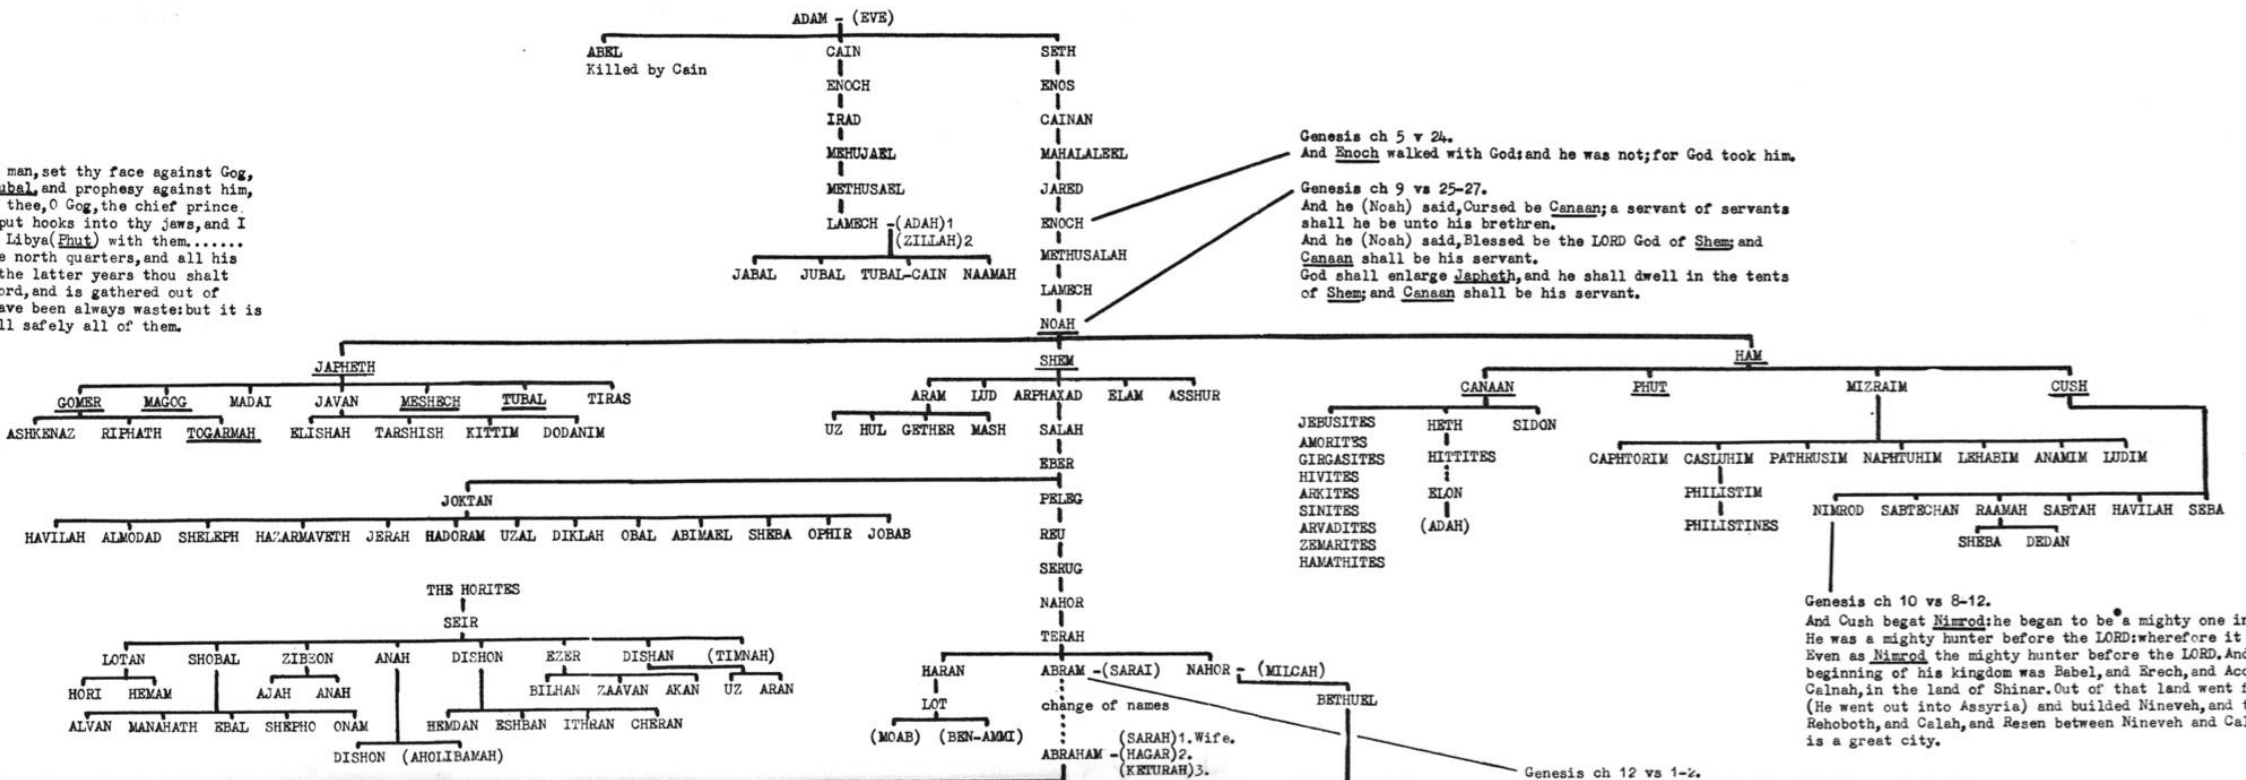 ADAM - (EVE)
ABEL CAIN SETH
Killed by Cain
ENOCH ENOS
IRAD CAINAN
MEHUJAEL MAHALALEEL
METHUSAEL JARED
LAMECH -(ADAH)1 ENOCH
(ZILLAH)2
METHUSALAH
JABAL JUBAL TUBAL-CAIN NAAMAH
LAMECH
NOAH
Genesis ch 5 v 24.
And Enoch walked with God:and he was not;for God took him.
Genesis ch 9 vs 25-27.
And he (Noah) said,Cursed be Canaan;a servant of servants
shall he be unto his brethren.
And he (Noah) said,Blessed be the LORD God of Shem;and
Canaan shall be his servant.
God shall enlarge Japheth,and he shall dwell in the tents
of Shem;and Canaan shall be his servant.
man,set thy face against Gog,
ubal,and prophesy against him,
thee,O Gog,the chief prince.
put hooks into thy jaws,and I
Libya(Phut) with them.......
e north quarters,and all his
the latter years thou shalt
ord,and is gathered out of
ave been always waste:but it is
ll safely all of them.
JAPHETH SHEM HAM
GOMER MAGOG MADAI JAVAN MESHECH TUBAL TIRAS
ASHKENAZ RIPHATH TOGARMAH ELISHAH TARSHISH KITTIM DODANIM
ARAM LUD ARPHAXAD ELAM ASSHUR
UZ HUL GETHER MASH SALAH
EBER
CANAAN PHUT MIZRAIM CUSH
JEBUSITES HETH SIDON
AMORITES
GIRGASITES HITTITES
HIVITES
ARKITES ELON
SINITES
ARVADITES (ADAH)
ZEMARITES
HAMATHITES
CAPHTORIM CASLUHIM PATHRUSIM NAPHTUHIM LEHABIM ANAMIM LUDIM
PHILISTIM
PHILISTINES
NIMROD SABTECHAN RAAMAH SABTAH HAVILAH SEBA
SHEBA DEDAN
JOKTAN PELEG
HAVILAH ALMODAD SHELEPH HAZARMAVETH JERAH HADORAM UZAL DIKLAH OBAL ABIMAEL SHEBA OPHIR JOBAB
REU
SERUG
NAHOR
TERAH
THE HORITES
SEIR
LOTAN SHOBAL ZIBEON ANAH DISHON EZER DISHAN (TIMNAH)
HORI HEMAM AJAH ANAH BILHAN ZAAVAN AKAN UZ ARAN
ALVAN MANAHATH EBAL SHEPHO ONAM HEMDAN ESHBAN ITHRAN CHERAN
DISHON (AHOLIBAMAH)
HARAN ABRAM -(SARAI) NAHOR - (MILCAH)
LOT change of names BETHUEL
(MOAB) (BEN-AMMI)
(SARAH)1.Wife.
ABRAHAM -(HAGAR)2.
(KETURAH)3.
Genesis ch 10 vs 8-12.
And Cush begat Nimrod:he began to be a mighty one in
He was a mighty hunter before the LORD:wherefore it
Even as Nimrod the mighty hunter before the LORD.And
beginning of his kingdom was Babel,and Erech,and Acc
Calnah,in the land of Shinar.Out of that land went f
(He went out into Assyria) and builded Nineveh,and t
Rehoboth,and Calah,and Resen between Nineveh and Cal
is a great city.
Genesis ch 12 vs 1-2.